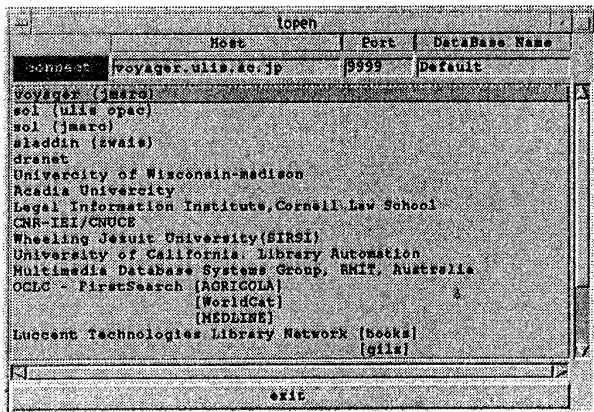 topen
Host Port DataBase Name
connect voyager.ulis.ac.jp 9999 Default
voyager (jmarc)
sol (ulis opac)
sol (jmarc)
aladdin (zwais)
dranet
Univercity of Wisconsin-madison
Acadia Univercity
Legal Information Institute,Cornell Law School
CNR-IEI/CNUCE
Wheeling Jesuit University(SIRSI)
University of California. Library Automation
Multimedia Database Systems Group, RMIT, Australia
OCLC - FirstSearch [AGRICOLA]
[WorldCat]
[MEDLINE]
Luccent Technologies Library Network [books]
[gils]
exit